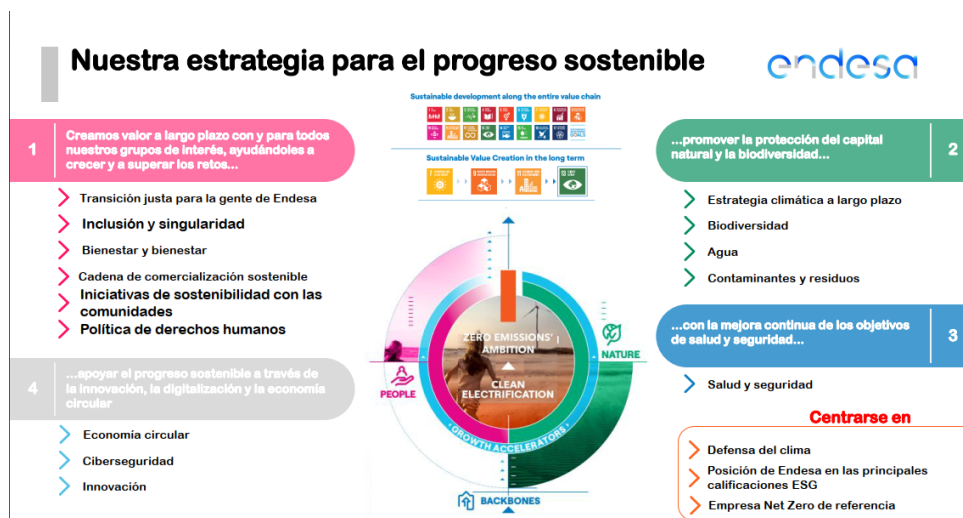 Nuestra estrategia para el progreso sostenible
endesa
Sustainable development along the entire value chain
Sustainable Value Creation in the long term
1
Creamos valor a largo plazo con y para todos
nuestros grupos de interés, ayudándoles a
crecer y a superar los retos...
Transición justa para la gente de Endesa
Inclusión y singularidad
Bienestar y bienestar
Cadena de comercialización sostenible
Iniciativas de sostenibilidad con las
comunidades
Política de derechos humanos
...promover la protección del capital
natural y la biodiversidad...
2
Estrategia climática a largo plazo
Biodiversidad
Agua
Contaminantes y residuos
...con la mejora continua de los objetivos
de salud y seguridad...
3
Salud y seguridad
4
...apoyar el progreso sostenible a través de
la innovación, la digitalización y la economía
circular
Economía circular
Ciberseguridad
Innovación
ZERO EMISSIONS'
AMBITION
CLEAN
ELECTRIFICATION
PEOPLE
NATURE
GROWTH ACCELERATORS
BACKBONES
Centrarse en
Defensa del clima
Posición de Endesa en las principales
calificaciones ESG
Empresa Net Zero de referencia